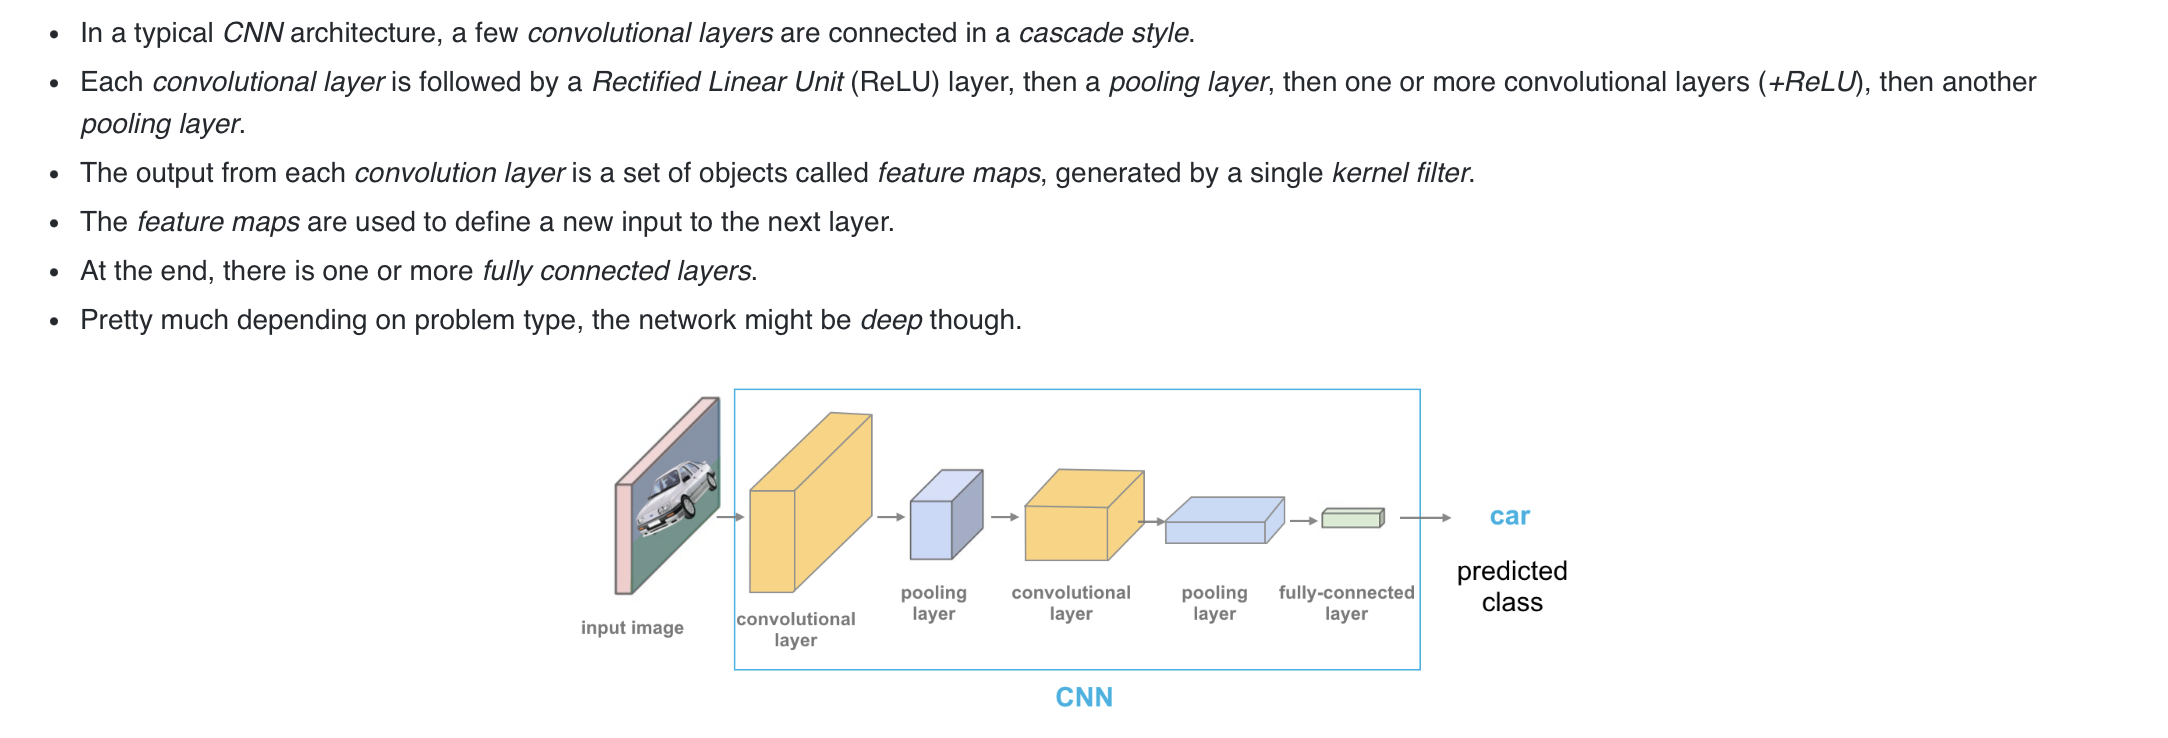 • In a typical CNN architecture, a few convolutional layers are connected in a cascade style.
• Each convolutional layer is followed by a Rectified Linear Unit (ReLU) layer, then a pooling layer, then one or more convolutional layers (+ReLU), then another
pooling layer.
• The output from each convolution layer is a set of objects called feature maps, generated by a single kernel filter.
• The feature maps are used to define a new input to the next layer.
• At the end, there is one or more fully connected layers.
• Pretty much depending on problem type, the network might be deep though.
input image
convolutional
layer
pooling
layer
convolutional
layer
pooling
layer
fully-connected
layer
car
predicted
class
CNN